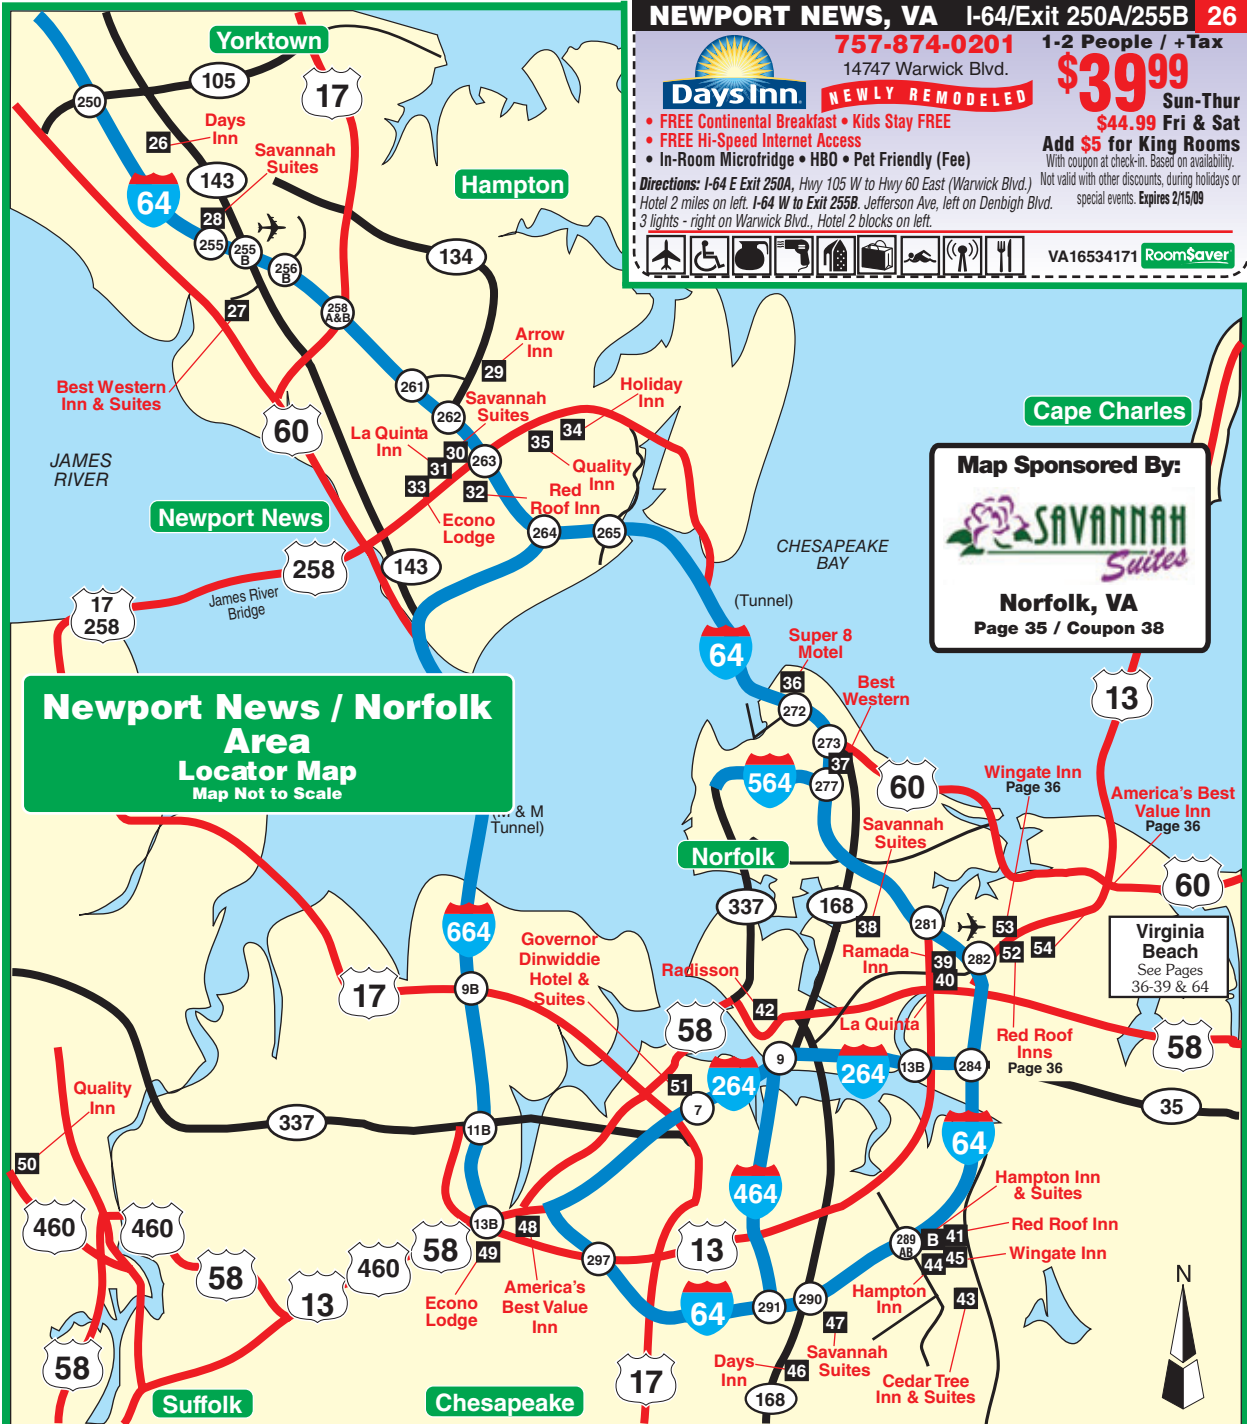 NEWPORT NEWS, VA I-64/Exit 250A/255B 26
Days Inn
757-874-0201
14747 Warwick Blvd.
NEWLY REMODELED
1-2 People / +Tax
$39.99
Sun-Thur
$44.99 Fri & Sat
Add $5 for King Rooms
With coupon at check-in. Based on availability.
Not valid with other discounts, during holidays or
special events. Expires 2/15/09
• FREE Continental Breakfast • Kids Stay FREE
• FREE Hi-Speed Internet Access
• In-Room Microfridge • HBO • Pet Friendly (Fee)
Directions: I-64 E Exit 250A, Hwy 105 W to Hwy 60 East (Warwick Blvd.)
Hotel 2 miles on left. I-64 W to Exit 255B. Jefferson Ave, left on Denbigh Blvd.
3 lights - right on Warwick Blvd., Hotel 2 blocks on left.
VA16534171 Room$aver
Yorktown
105
17
250
26
Days
Inn
Savannah
Suites
143
64
28
255
255
B
256
B
Hampton
134
27
258
A&B
Best Western
Inn & Suites
60
Arrow
Inn
29
261
262
Savannah
Suites
Holiday
Inn
La Quinta
Inn
30
31
33
263
35
34
Quality
Inn
32
Red
Roof Inn
Econo
Lodge
264
265
JAMES
RIVER
Newport News
258
143
17
258
James River
Bridge
CHESAPEAKE
BAY
(Tunnel)
64
Cape Charles
Map Sponsored By:
SAVANNAH
Suites
Norfolk, VA
Page 35 / Coupon 38
13
Newport News / Norfolk
Area
Locator Map
Map Not to Scale
(M & M
Tunnel)
Super 8
Motel
36
272
Best
Western
273
37
277
564
60
Wingate Inn
Page 36
America's Best
Value Inn
Page 36
Savannah
Suites
Norfolk
60
337
168
38
281
53
52
54
282
Ramada
Inn
39
40
Virginia
Beach
See Pages
36-39 & 64
664
Governor
Dinwiddie
Hotel &
Suites
Radisson
42
58
La Quinta
Red Roof
Inns
Page 36
58
17
9B
9
264
264
13B
284
51
7
35
Quality
Inn
337
11B
64
50
460
460
58
13
460
58
13B
49
48
464
13
297
Econo
Lodge
America's
Best Value
Inn
64
291
290
289
AB
B
41
45
44
Hampton Inn
& Suites
Red Roof Inn
Wingate Inn
Hampton
Inn
43
47
Savannah
Suites
Days
Inn
46
168
Cedar Tree
Inn & Suites
N
58
Suffolk
Chesapeake
17